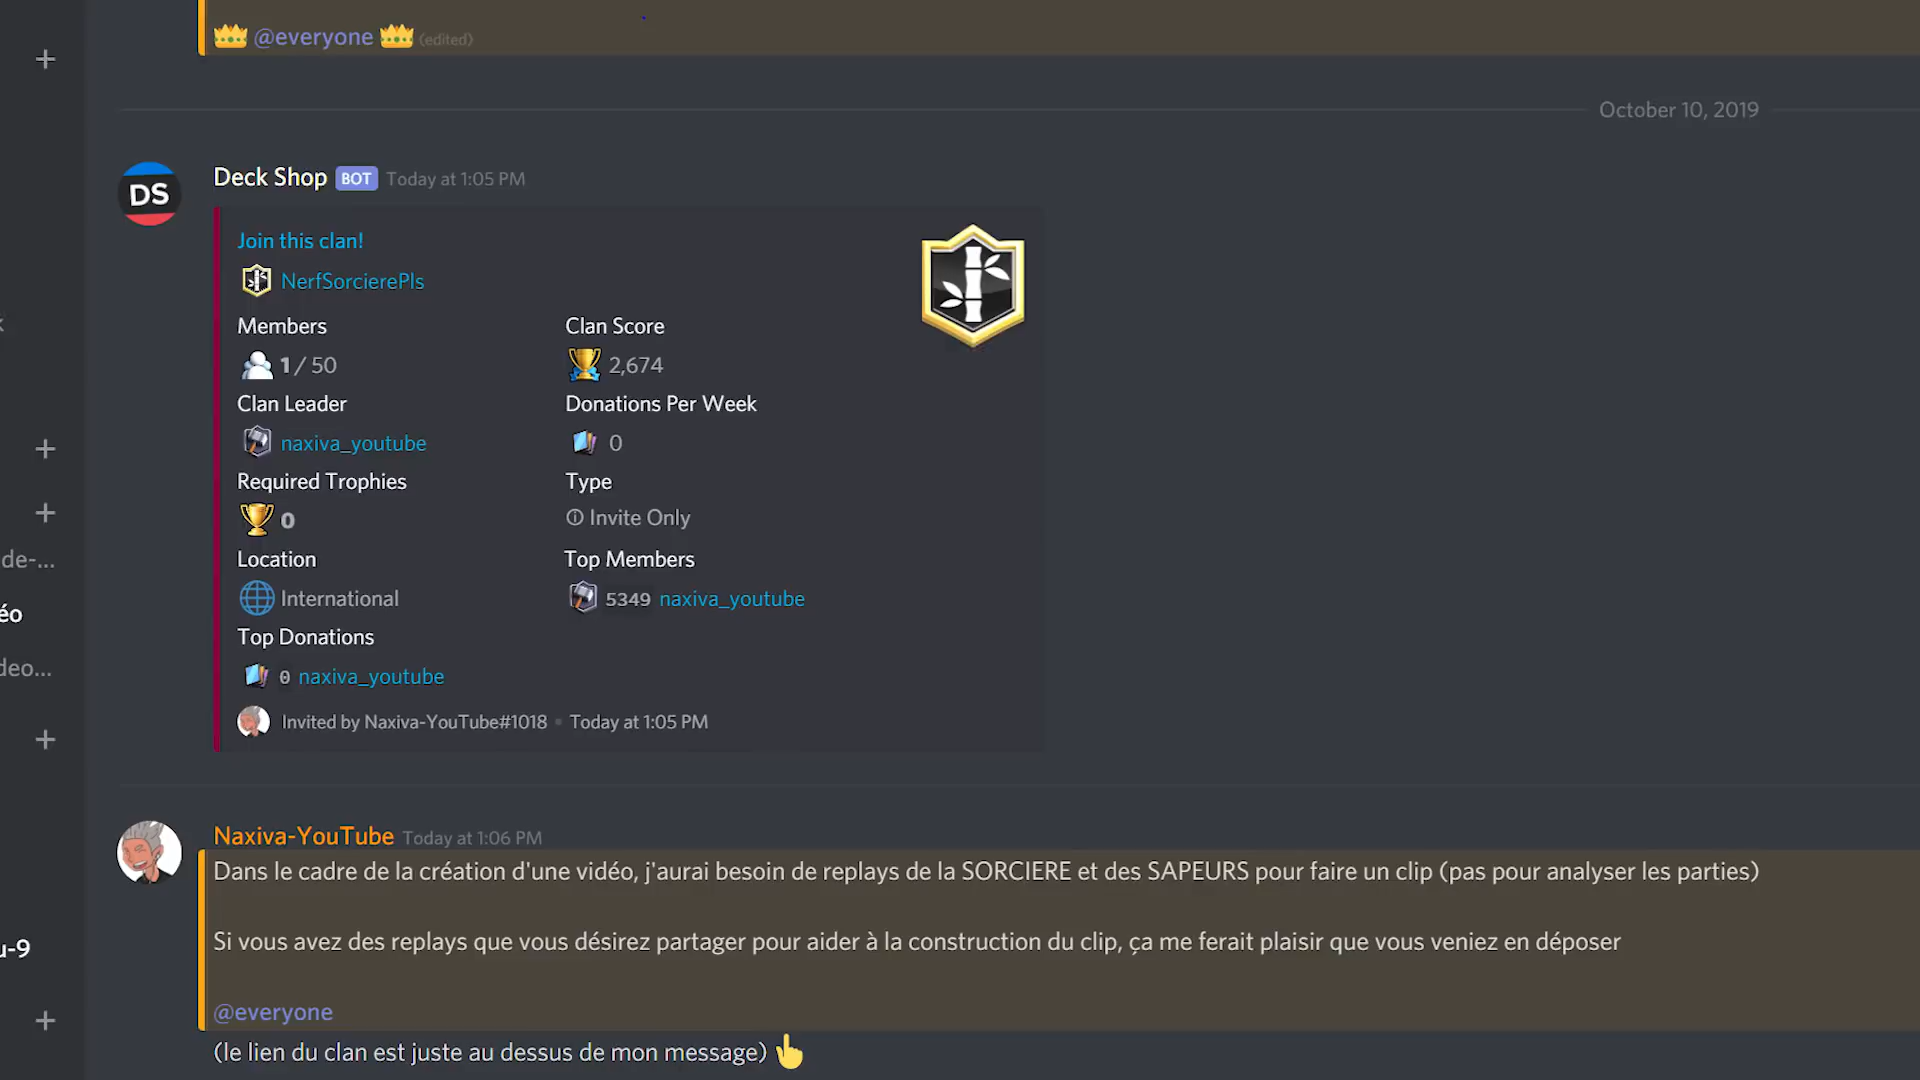 @everyone (edited)
October 10, 2019
DS
Deck Shop BOT Today at 1:05 PM
Join this clan!
NerfSorcierePls
Members Clan Score
1 / 50 2,674
Clan Leader Donations Per Week
naxiva_youtube 0
Required Trophies Type
0 Invite Only
Location Top Members
de-...
International 5349 naxiva_youtube
éo
Top Donations
deo...
0 naxiva_youtube
Invited by Naxiva-YouTube#1018 • Today at 1:05 PM
Naxiva-YouTube Today at 1:06 PM
Dans le cadre de la création d'une vidéo, j'aurai besoin de replays de la SORCIERE et des SAPEURS pour faire un clip (pas pour analyser les parties)
Si vous avez des replays que vous désirez partager pour aider à la construction du clip, ça me ferait plaisir que vous veniez en déposer
u-9
@everyone
(le lien du clan est juste au dessus de mon message)